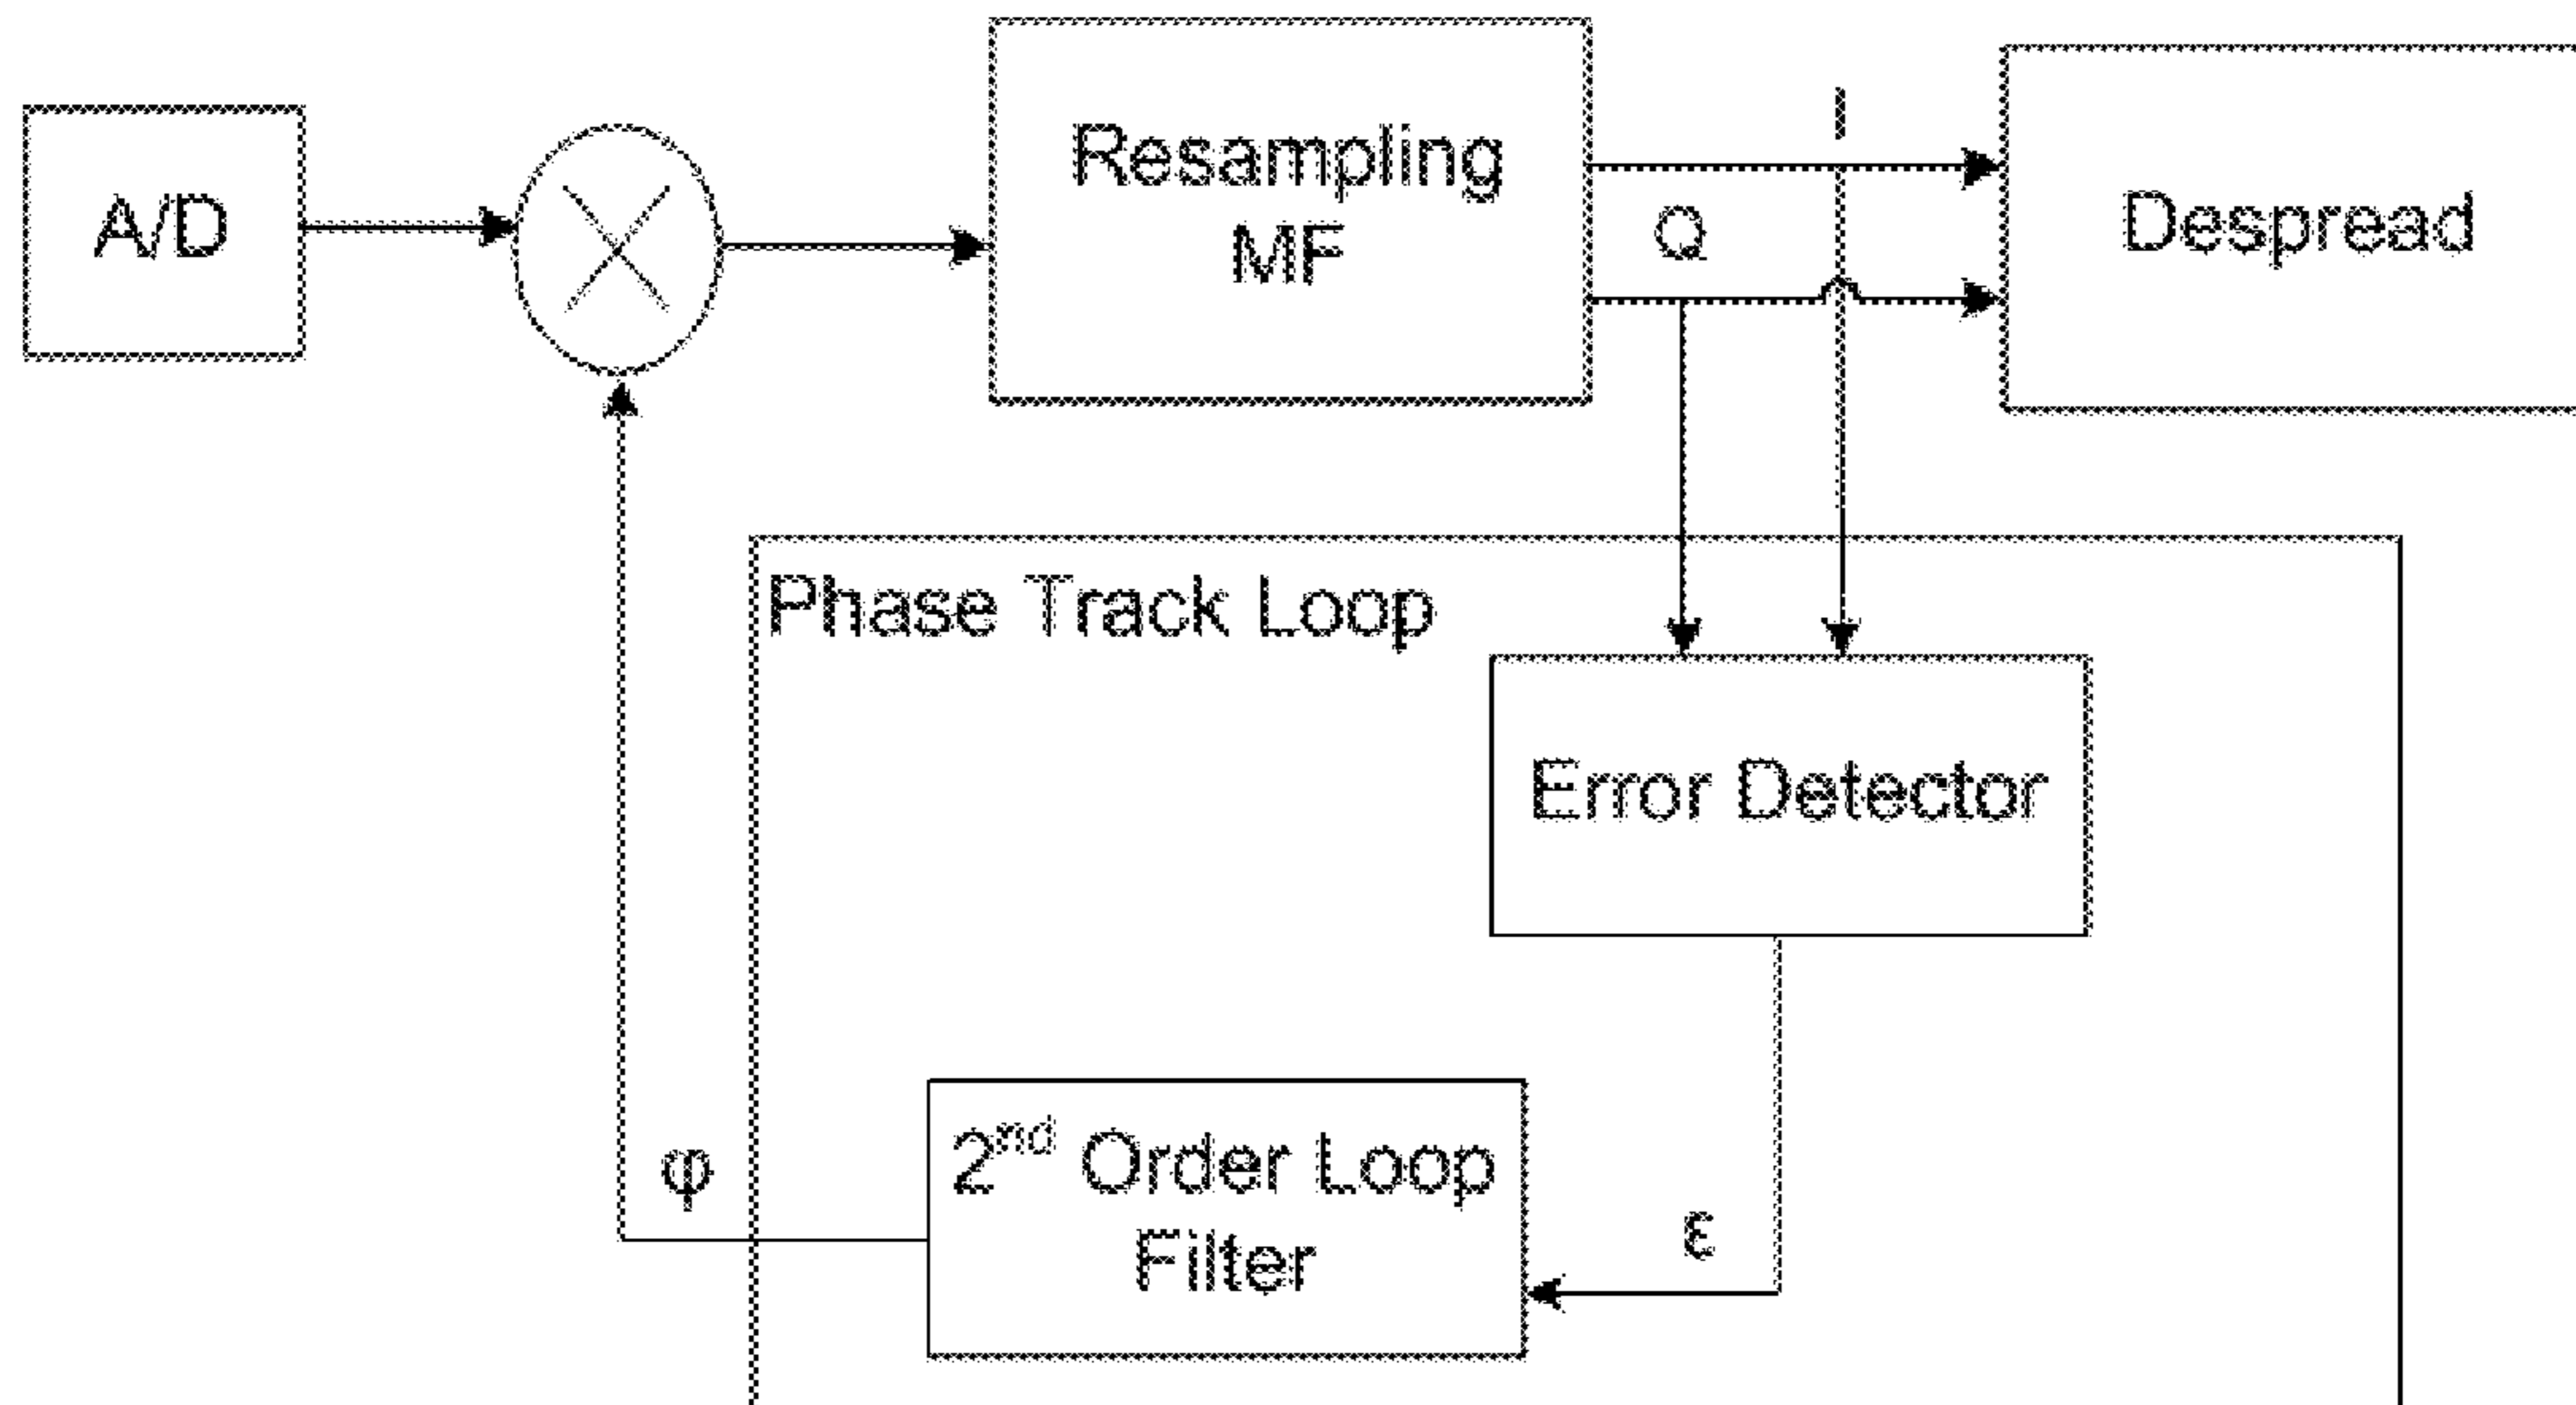 A/D
Resampling
MF
I
Q
Despread
Phase Track Loop
Error Detector
2nd Order Loop
Filter
φ
ε